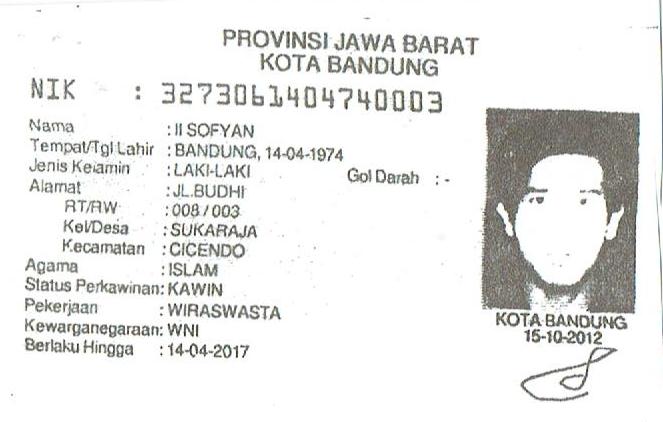 PROVINSI JAWA BARAT
KOTA BANDUNG
NIK : 3273061404740003
Nama : II SOFYAN
Tempat/Tgl Lahir : BANDUNG, 14-04-1974
Jenis Kelamin : LAKI-LAKI Gol Darah : -
Alamat : JL.BUDHI
RT/RW : 008 / 003
Kel/Desa : SUKARAJA
Kecamatan : CICENDO
Agama : ISLAM
Status Perkawinan: KAWIN
Pekerjaan : WIRASWASTA
Kewarganegaraan: WNI
Berlaku Hingga : 14-04-2017
KOTA BANDUNG
15-10-2012